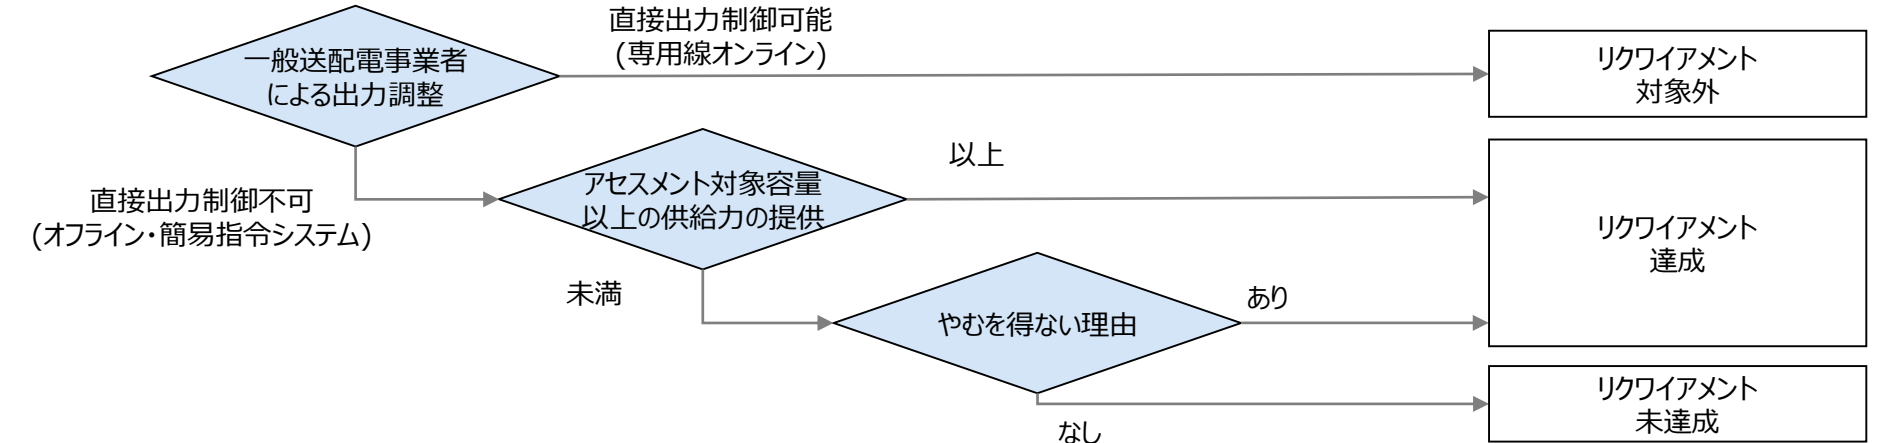 直接出力制御可能
(専用線オンライン)
一般送配電事業者
による出力調整
リクワイアメント
対象外
以上
アセスメント対象容量
以上の供給力の提供
直接出力制御不可
(オフライン・簡易指令システム)
リクワイアメント
達成
未満
あり
やむを得ない理由
リクワイアメント
未達成
なし